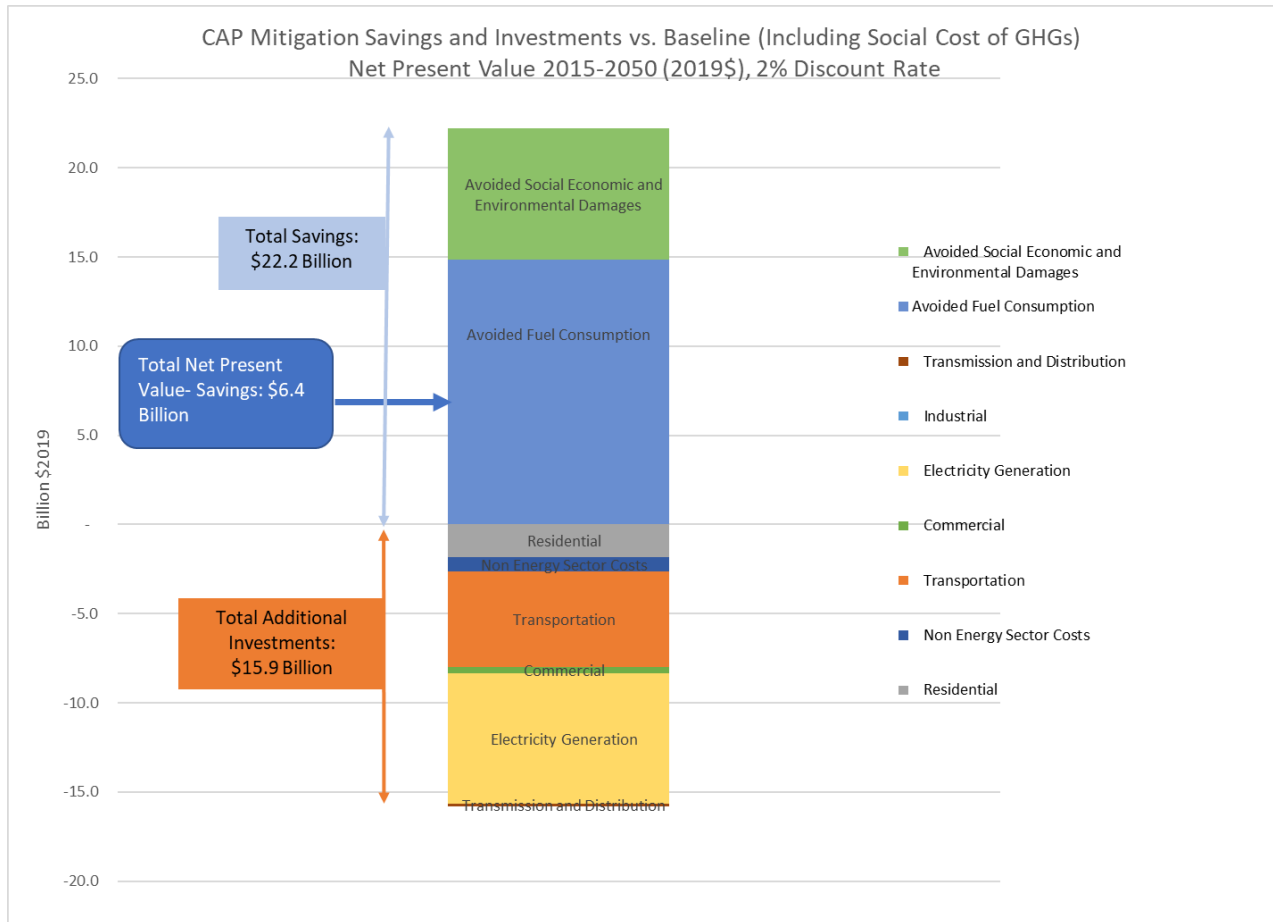 CAP Mitigation Savings and Investments vs. Baseline (Including Social Cost of GHGs)
Net Present Value 2015-2050 (2019$), 2% Discount Rate
25.0
20.0
15.0
10.0
5.0
-
-5.0
-10.0
-15.0
-20.0
Billion $2019
Total Savings:
$22.2 Billion
Total Net Present
Value- Savings: $6.4
Billion
Total Additional
Investments:
$15.9 Billion
Avoided Social Economic and
Environmental Damages
Avoided Fuel Consumption
Residential
Non Energy Sector Costs
Transportation
Commercial
Electricity Generation
Transmission and Distribution
Avoided Social Economic and
Environmental Damages
Avoided Fuel Consumption
Transmission and Distribution
Industrial
Electricity Generation
Commercial
Transportation
Non Energy Sector Costs
Residential